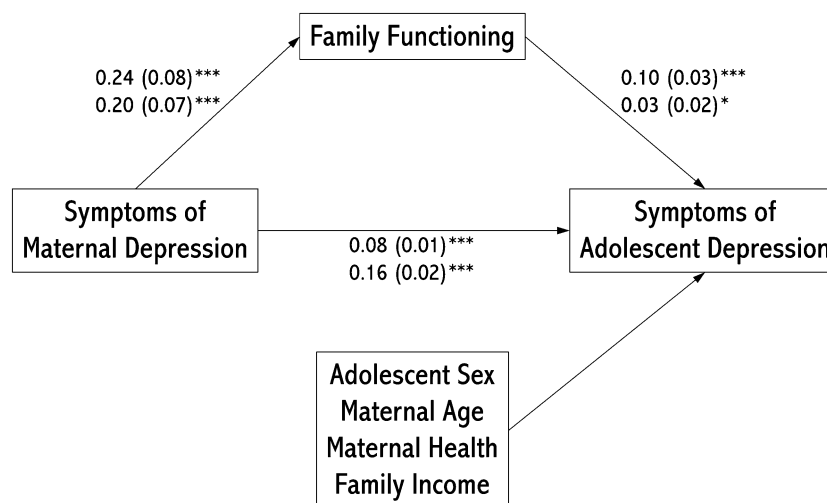 Family Functioning
0.24 (0.08)***
0.20 (0.07)***
0.10 (0.03)***
0.03 (0.02)*
Symptoms of
Maternal Depression
Symptoms of
Adolescent Depression
0.08 (0.01)***
0.16 (0.02)***
Adolescent Sex
Maternal Age
Maternal Health
Family Income